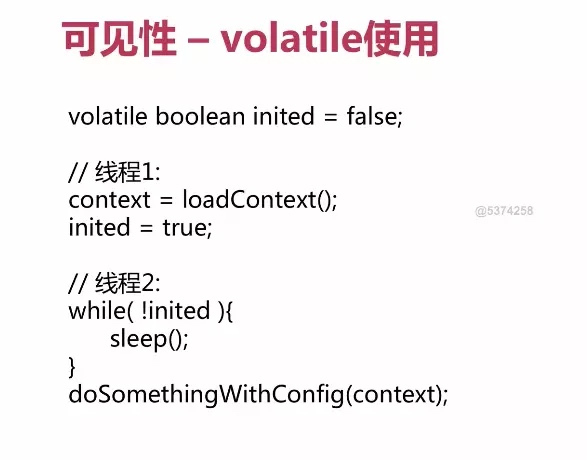 可见性 – volatile使用
volatile boolean inited = false;
// 线程1:
context = loadContext();
inited = true;
@5374258
// 线程2:
while( !inited ){
sleep();
}
doSomethingWithConfig(context);